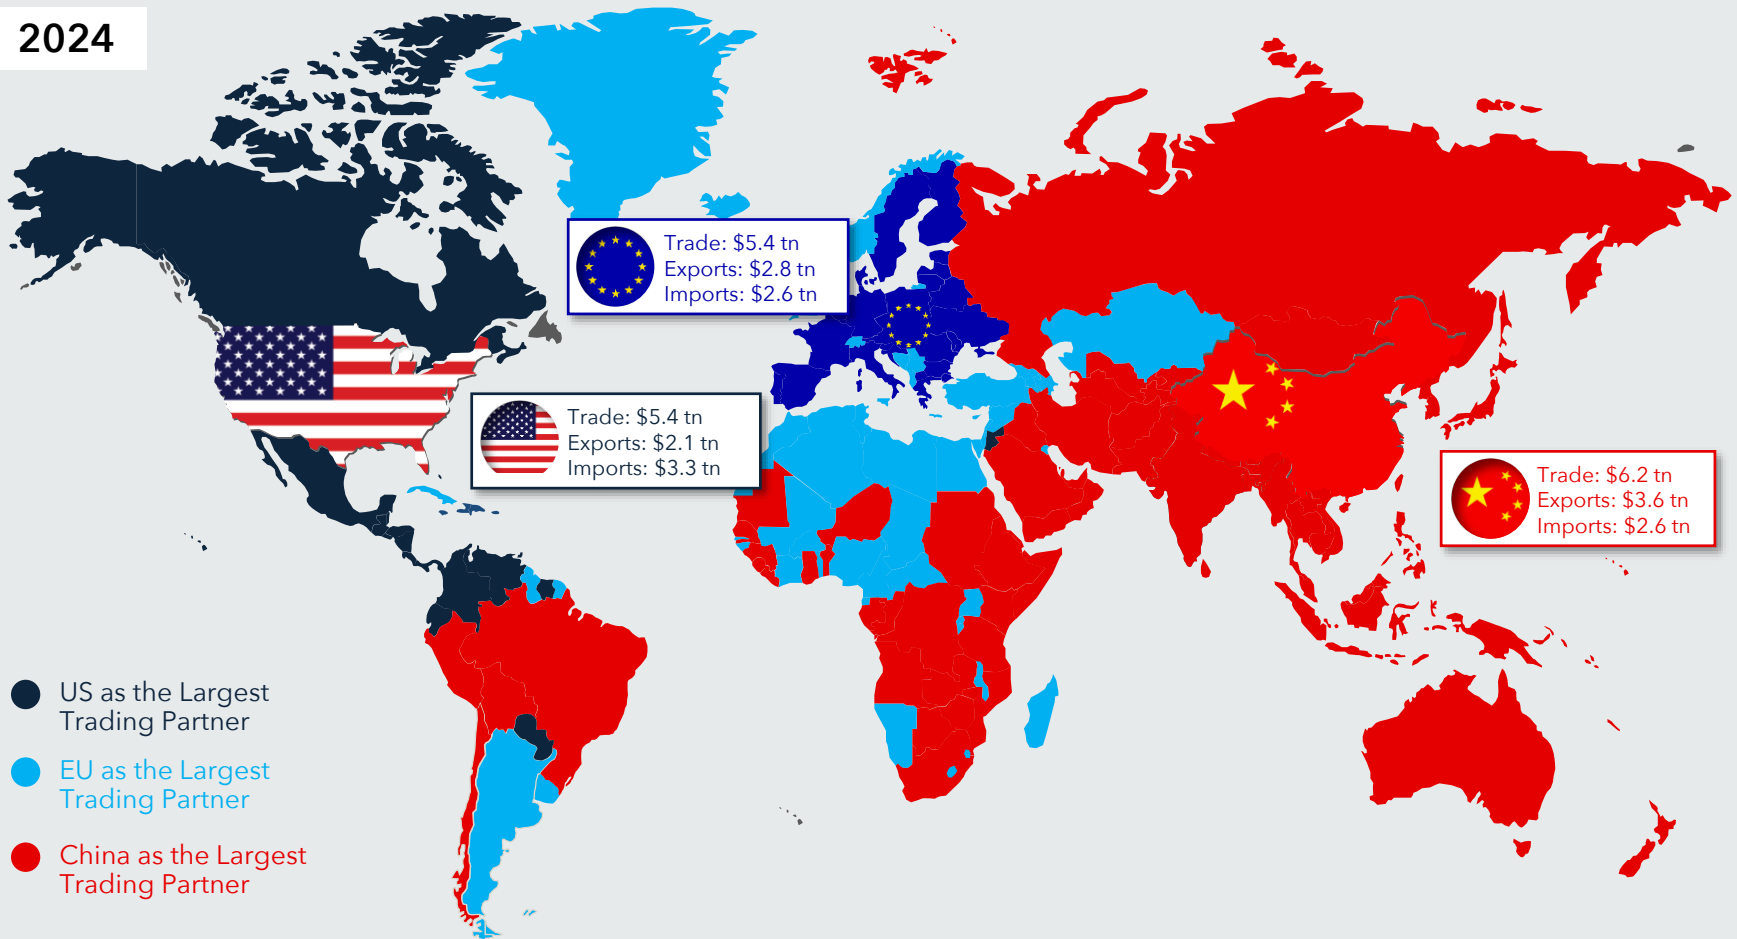 2024
Trade: $5.4 tn
Exports: $2.8 tn
Imports: $2.6 tn
Trade: $5.4 tn
Exports: $2.1 tn
Imports: $3.3 tn
Trade: $6.2 tn
Exports: $3.6 tn
Imports: $2.6 tn
US as the Largest
Trading Partner
EU as the Largest
Trading Partner
China as the Largest
Trading Partner